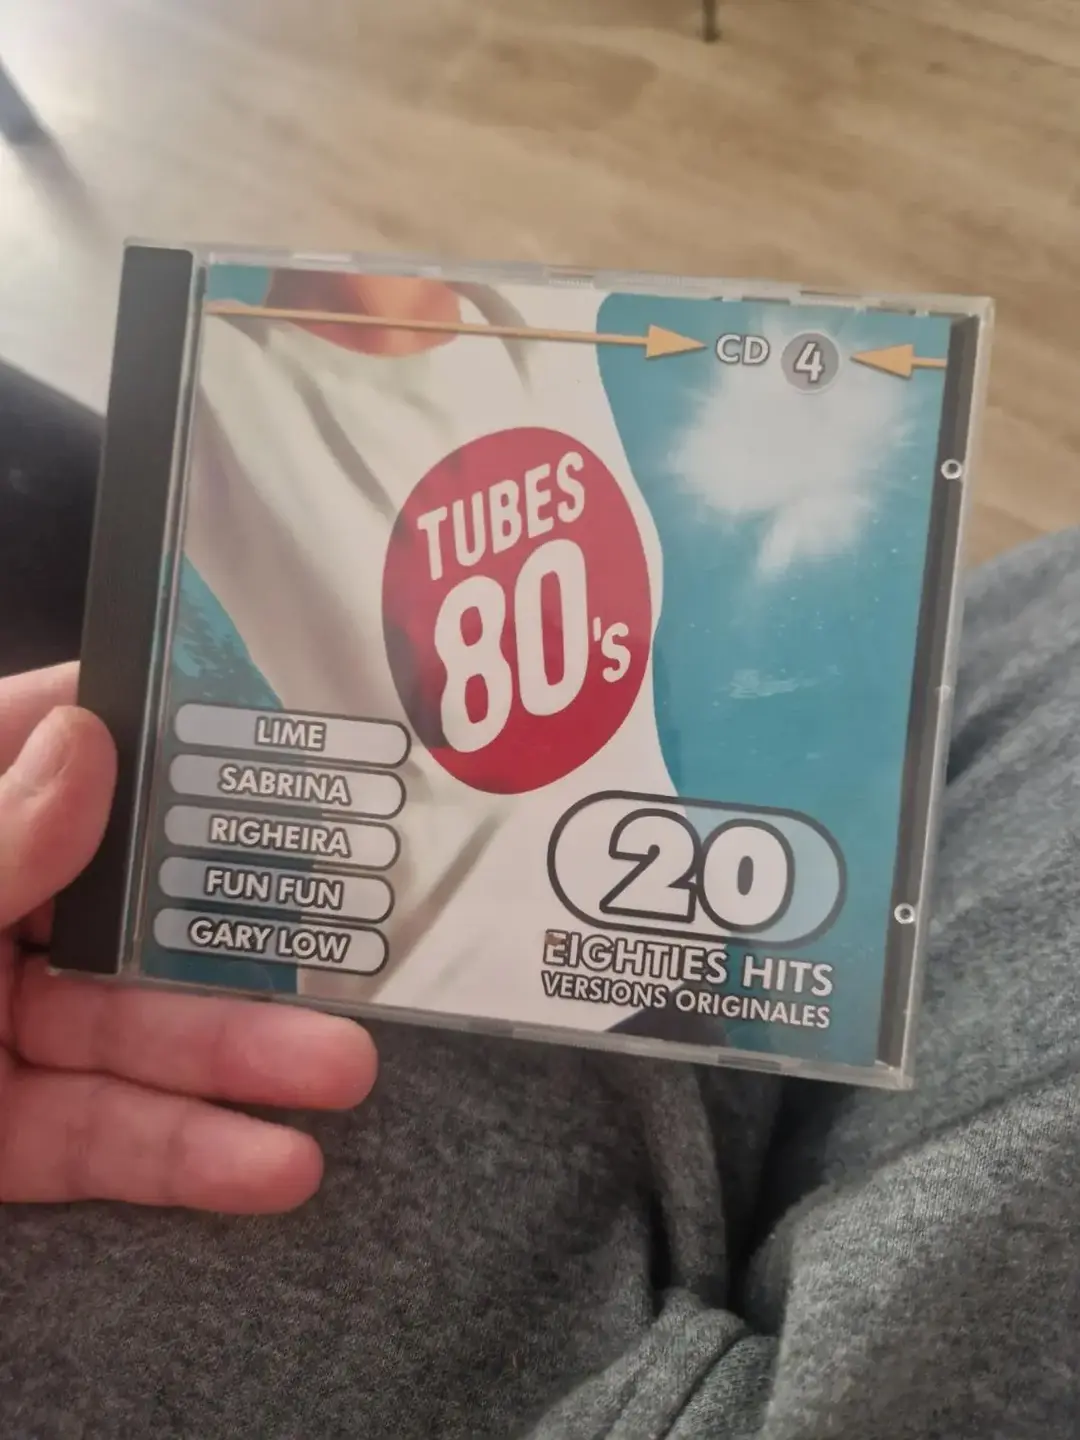 CD 4
TUBES
80's
LIME
SABRINA
RIGHEIRA
FUN FUN
GARY LOW
20
EIGHTIES HITS
VERSIONS ORIGINALES